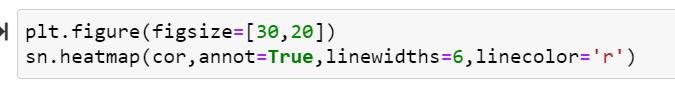 plt.figure(figsize=[30,20])
sn.heatmap(cor,annot=True,linewidths=6,linecolor='r')